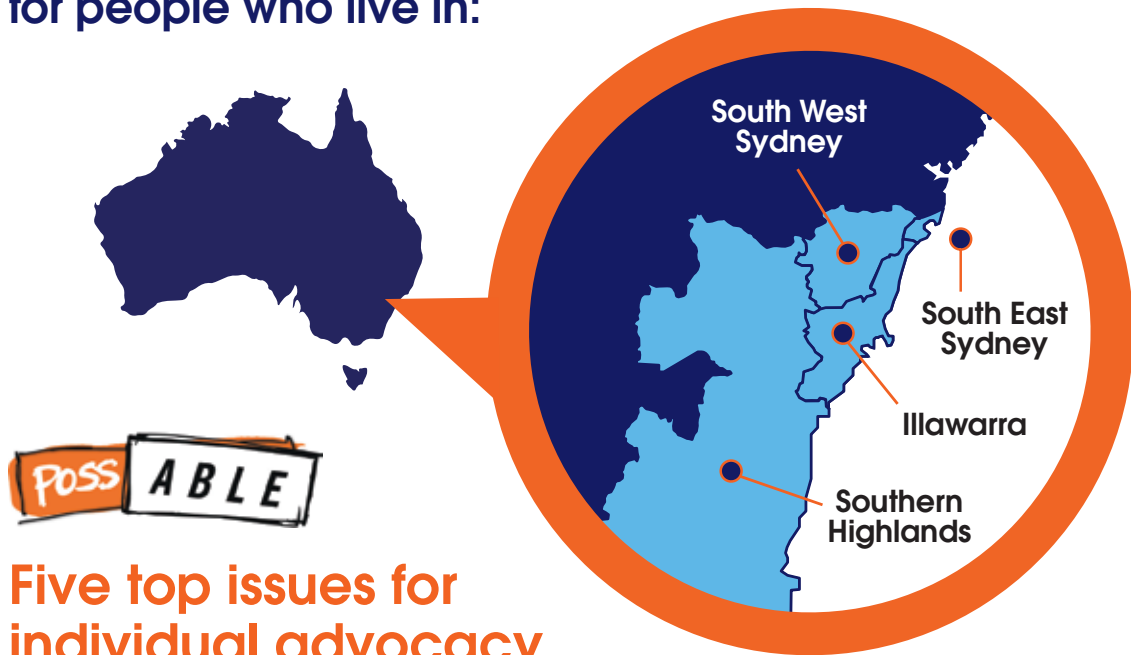 for people who live in:
South West
Sydney
South East
Sydney
Illawarra
Southern
Highlands
POSS ABLE
Five top issues for
individual advocacy